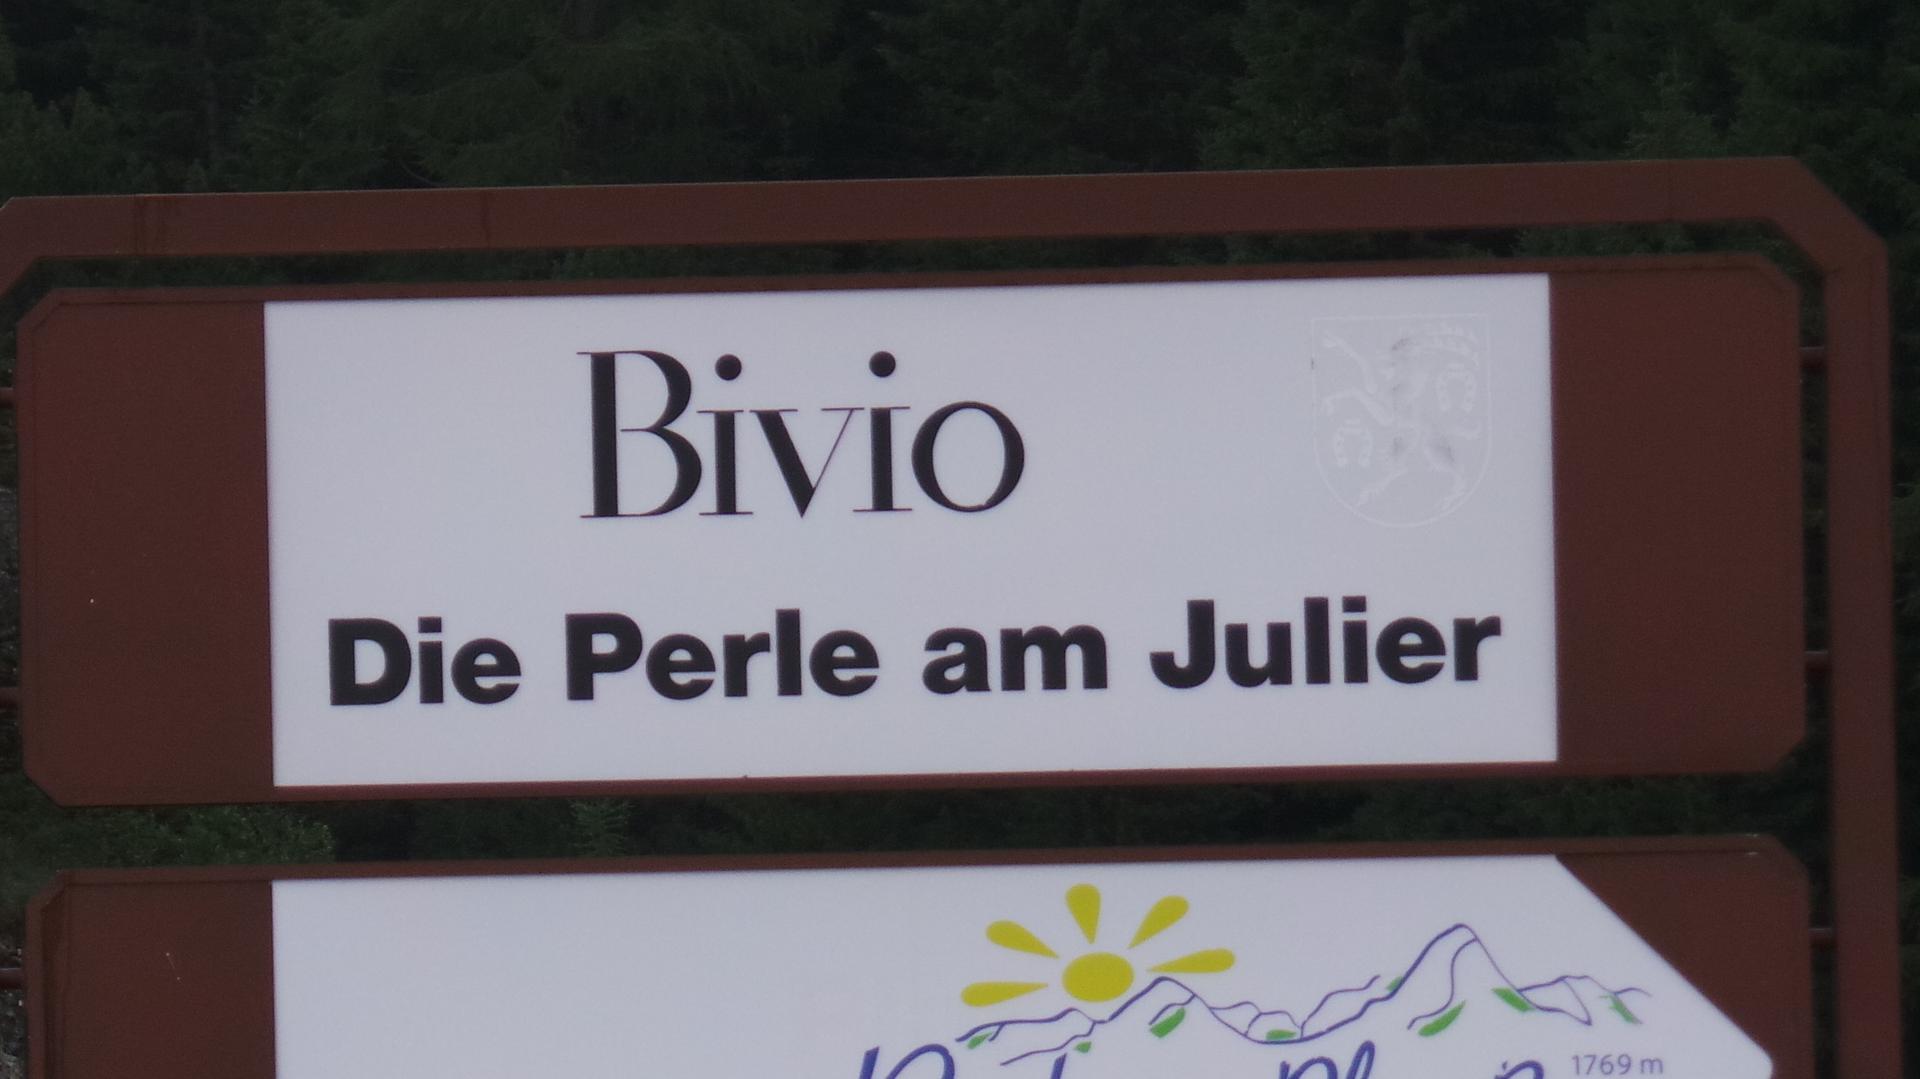 Bivio
Die Perle am Julier
1769 m